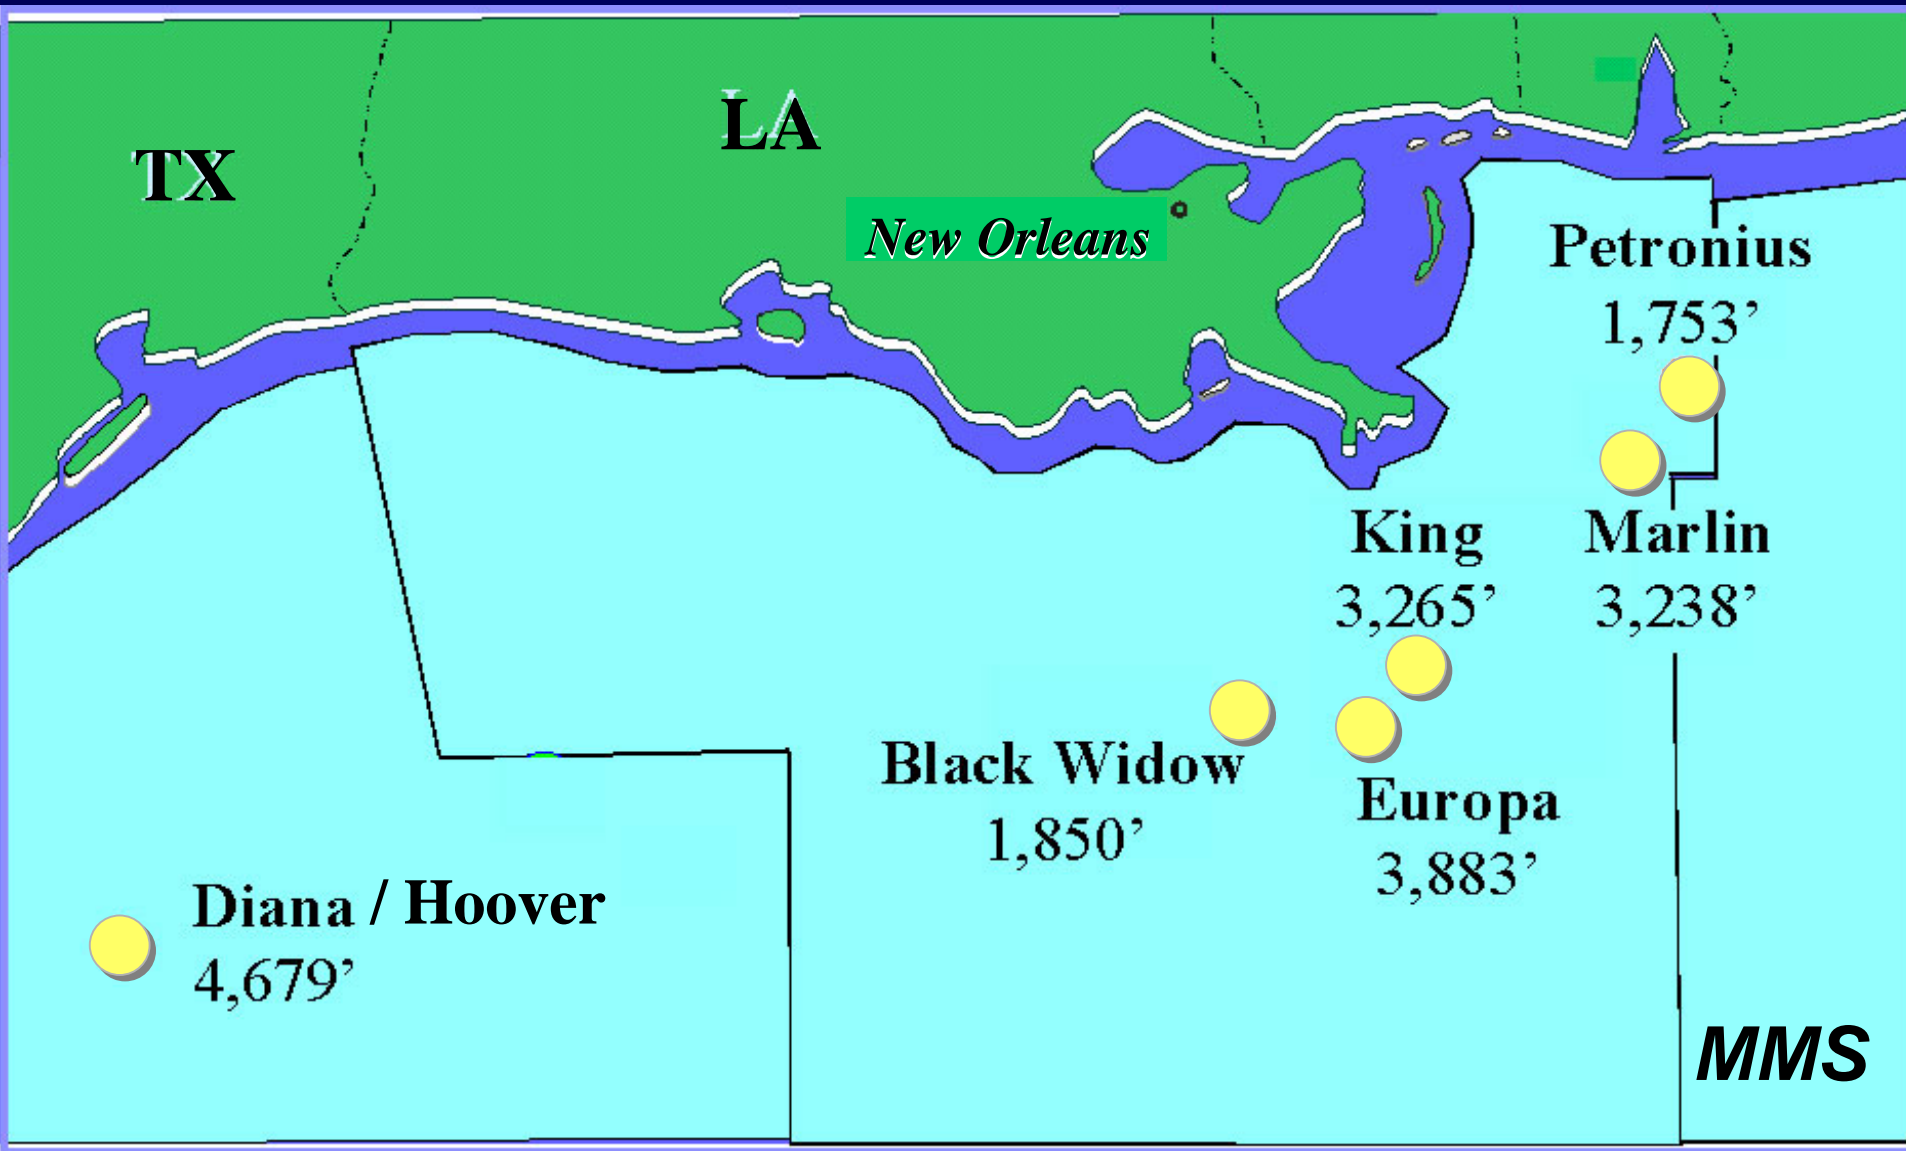 LA
TX
New Orleans
Petronius
1,753’
King
3,265’
Marlin
3,238’
Black Widow
1,850’
Europa
3,883’
Diana / Hoover
4,679’
MMS